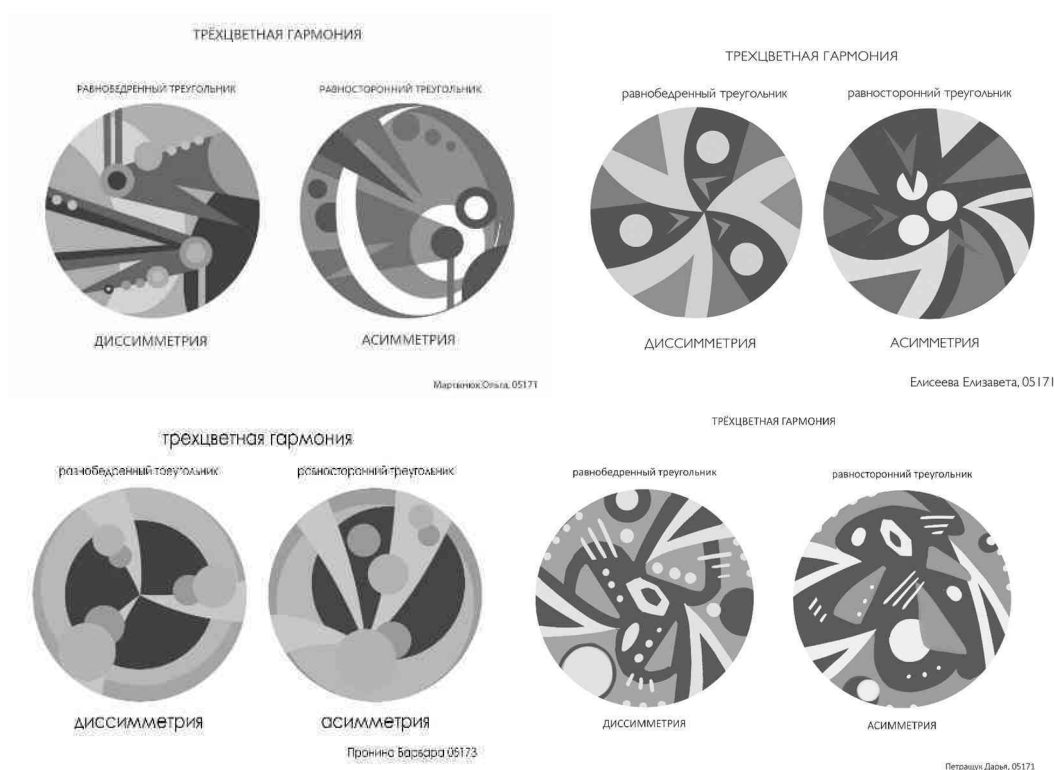 ТРЁХЦВЕТНАЯ ГАРМОНИЯ
РАВНОБЕДРЕННЫЙ ТРЕУГОЛЬНИК
РАВНОСТОРОННИЙ ТРЕУГОЛЬНИК
ДИССИММЕТРИЯ
АСИММЕТРИЯ
Мартынюк Ольга, 05171
ТРЕХЦВЕТНАЯ ГАРМОНИЯ
равнобедренный треугольник
равносторонний треугольник
ДИССИММЕТРИЯ
АСИММЕТРИЯ
Елисеева Елизавета, 05171
трехцветная гармония
равнобедренный треугольник
равносторонний треугольник
диссимметрия
асимметрия
Пронина Варвара 05173
ТРЁХЦВЕТНАЯ ГАРМОНИЯ
равнобедренный треугольник
равносторонний треугольник
ДИССИММЕТРИЯ
АСИММЕТРИЯ
Петращук Дарья, 05171